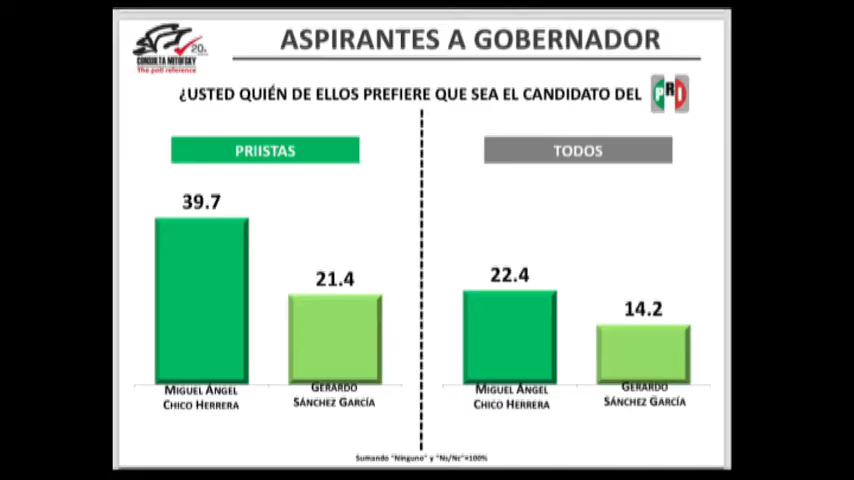 20
CONSULTA MITOFSKY
The poll reference
ASPIRANTES A GOBERNADOR
¿USTED QUIÉN DE ELLOS PREFIERE QUE SEA EL CANDIDATO DEL PRI
PRIISTAS
39.7
21.4
MIGUEL ÁNGEL
CHICO HERRERA
GERARDO
SÁNCHEZ GARCÍA
TODOS
22.4
14.2
MIGUEL ÁNGEL
CHICO HERRERA
GERARDO
SÁNCHEZ GARCÍA
Sumando "Ninguno" y "Ns/Nc"=100%